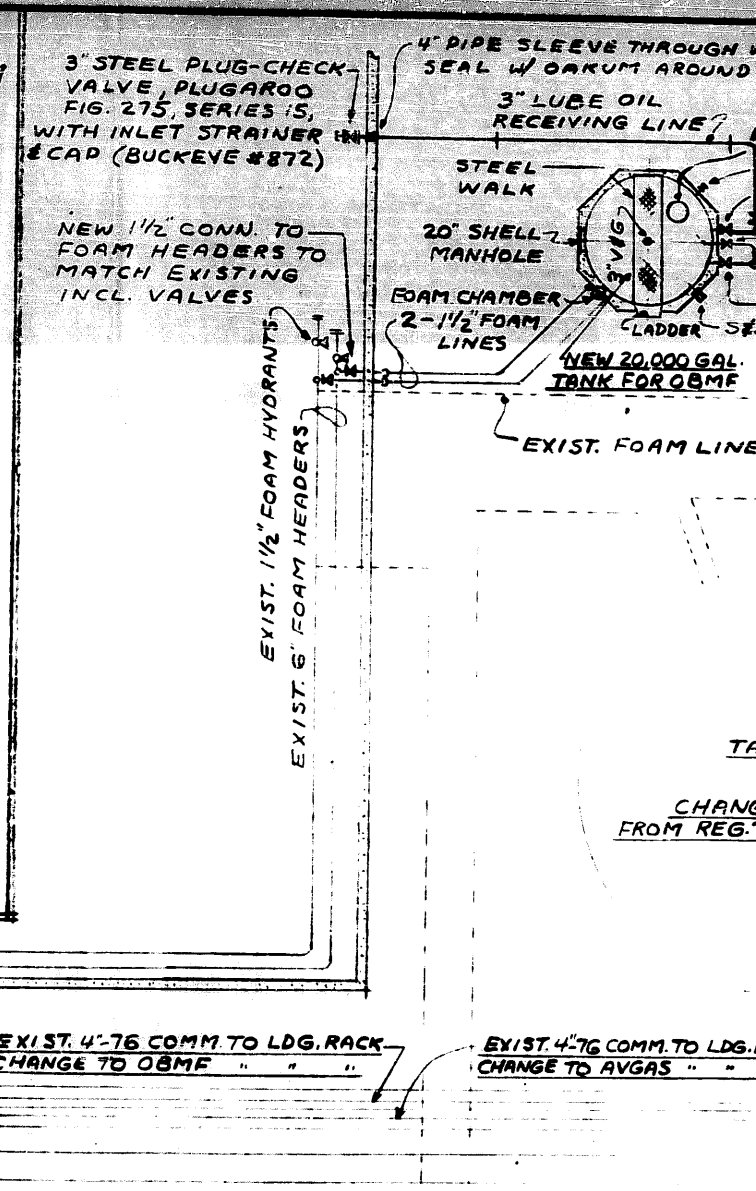 3" STEEL PLUG-CHECK
VALVE, PLUGAROO
FIG. 275, SERIES 15,
WITH INLET STRAINER
& CAP (BUCKEYE #872)
4" PIPE SLEEVE THROUGH
SEAL W/ OAKUM AROUND
3" LUBE OIL
RECEIVING LINE
STEEL
WALK
20" SHELL
MANHOLE
NEW 1½" CONN. TO
FOAM HEADERS TO
MATCH EXISTING
INCL. VALVES
FOAM CHAMBER
2-1½" FOAM
LINES
LADDER
NEW 20,000 GAL.
TANK FOR OBMF
EXIST. FOAM LINE
EXIST. 1½" FOAM HYDRANTS
EXIST. 6" FOAM HEADERS
CHANG
FROM REG.
EXIST. 4"-76 COMM. TO LDG. RACK
CHANGE TO OBMF " " "
EXIST. 4"-76 COMM. TO LDG.
CHANGE TO AVGAS " "